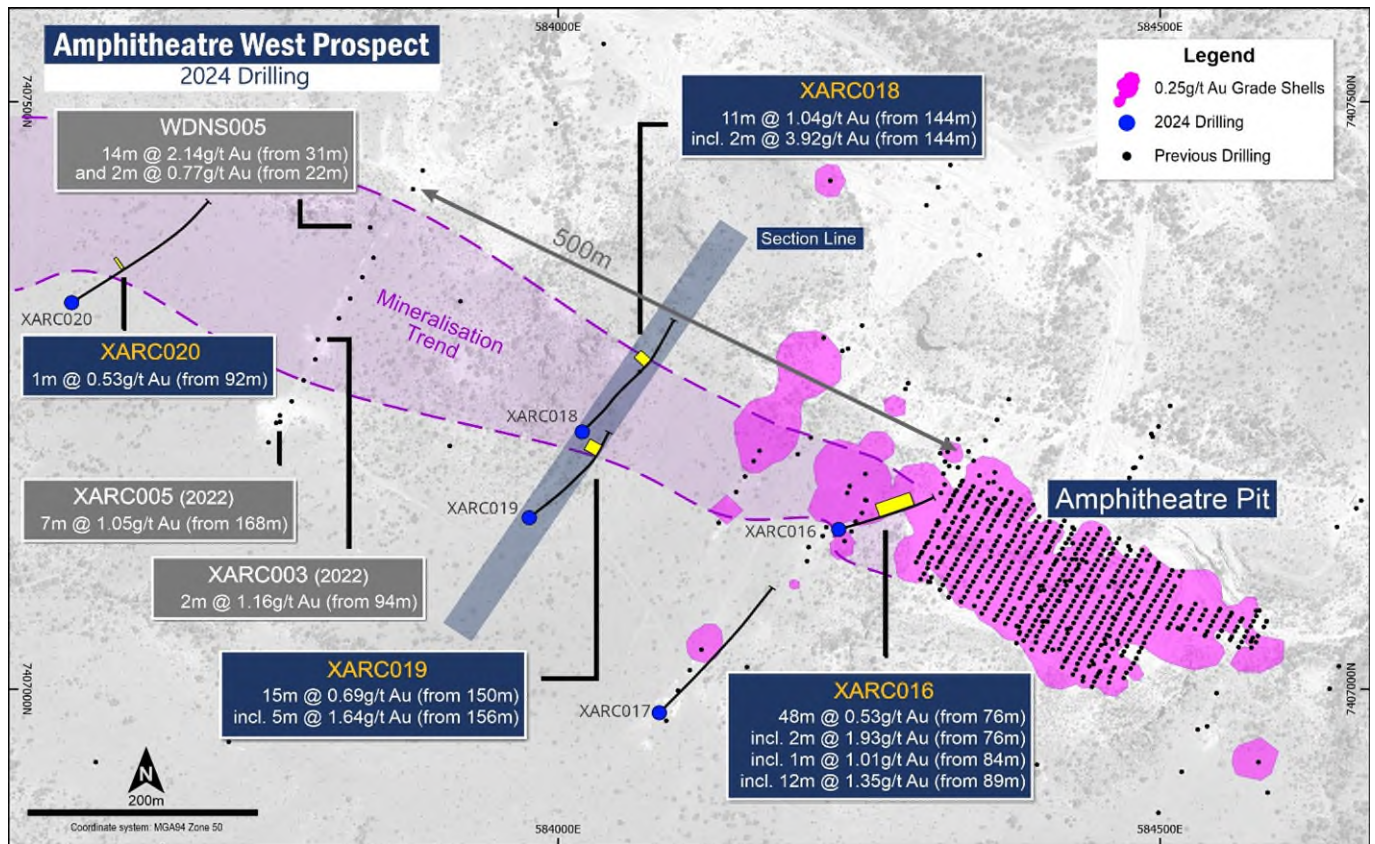 Amphitheatre West Prospect
2024 Drilling
584000E
584500E
7407500N
7407500N
Legend
0.25g/t Au Grade Shells
2024 Drilling
Previous Drilling
WDNS005
14m @ 2.14g/t Au (from 31m)
and 2m @ 0.77g/t Au (from 22m)
XARC018
11m @ 1.04g/t Au (from 144m)
incl. 2m @ 3.92g/t Au (from 144m)
Section Line
500m
Mineralisation
Trend
XARC020
XARC020
1m @ 0.53g/t Au (from 92m)
XARC018
XARC005 (2022)
7m @ 1.05g/t Au (from 168m)
XARC019
XARC016
Amphitheatre Pit
XARC003 (2022)
2m @ 1.16g/t Au (from 94m)
XARC019
15m @ 0.69g/t Au (from 150m)
incl. 5m @ 1.64g/t Au (from 156m)
XARC017
XARC016
48m @ 0.53g/t Au (from 76m)
incl. 2m @ 1.93g/t Au (from 76m)
incl. 1m @ 1.01g/t Au (from 84m)
incl. 12m @ 1.35g/t Au (from 89m)
7407000N
7407000N
N
200m
Coordinate system: MGA94 Zone 50
584000E
584500E